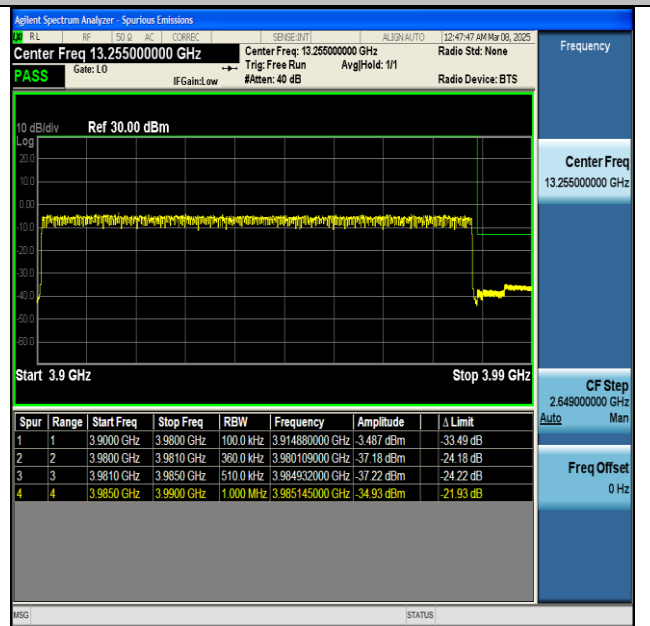 Agilent Spectrum Analyzer - Spurious Emissions
RL RF 50 Ω AC CORREC SENSE:INT ALIGN AUTO 12:47:47 AM Mar 08, 2025
Center Freq 13.255000000 GHz Center Freq: 13.255000000 GHz Radio Std: None
PASS Gate: LO IFGain:Low Trig: Free Run Avg|Hold: 1/1
#Atten: 40 dB Radio Device: BTS
Frequency
10 dB/div Ref 30.00 dBm
Log
20.0
10.0
0.00
-10.0
-20.0
-30.0
-40.0
-50.0
-60.0
Start 3.9 GHz Stop 3.99 GHz
Center Freq
13.255000000 GHz
CF Step
2.649000000 GHz
Auto Man
Freq Offset
0 Hz
Spur Range Start Freq Stop Freq RBW Frequency Amplitude Δ Limit
1 1 3.9000 GHz 3.9800 GHz 100.0 kHz 3.914880000 GHz -3.487 dBm -33.49 dB
2 2 3.9800 GHz 3.9810 GHz 360.0 kHz 3.980109000 GHz -37.18 dBm -24.18 dB
3 3 3.9810 GHz 3.9850 GHz 510.0 kHz 3.984932000 GHz -37.22 dBm -24.22 dB
4 4 3.9850 GHz 3.9900 GHz 1.000 MHz 3.985145000 GHz -34.93 dBm -21.93 dB
MSG STATUS